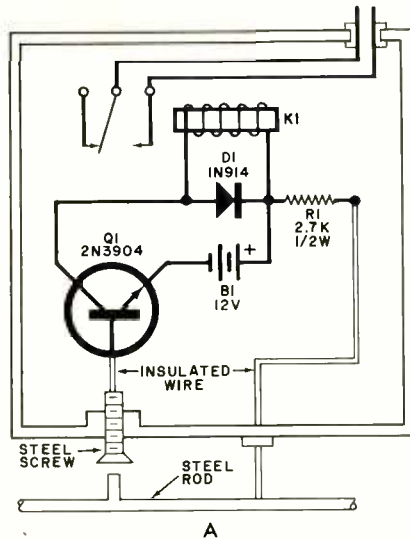 K1
D1
1N914
R1
2.7K
1/2W
Q1
2N3904
+
B1
12V
INSULATED
WIRE
STEEL
SCREW
STEEL
ROD
A